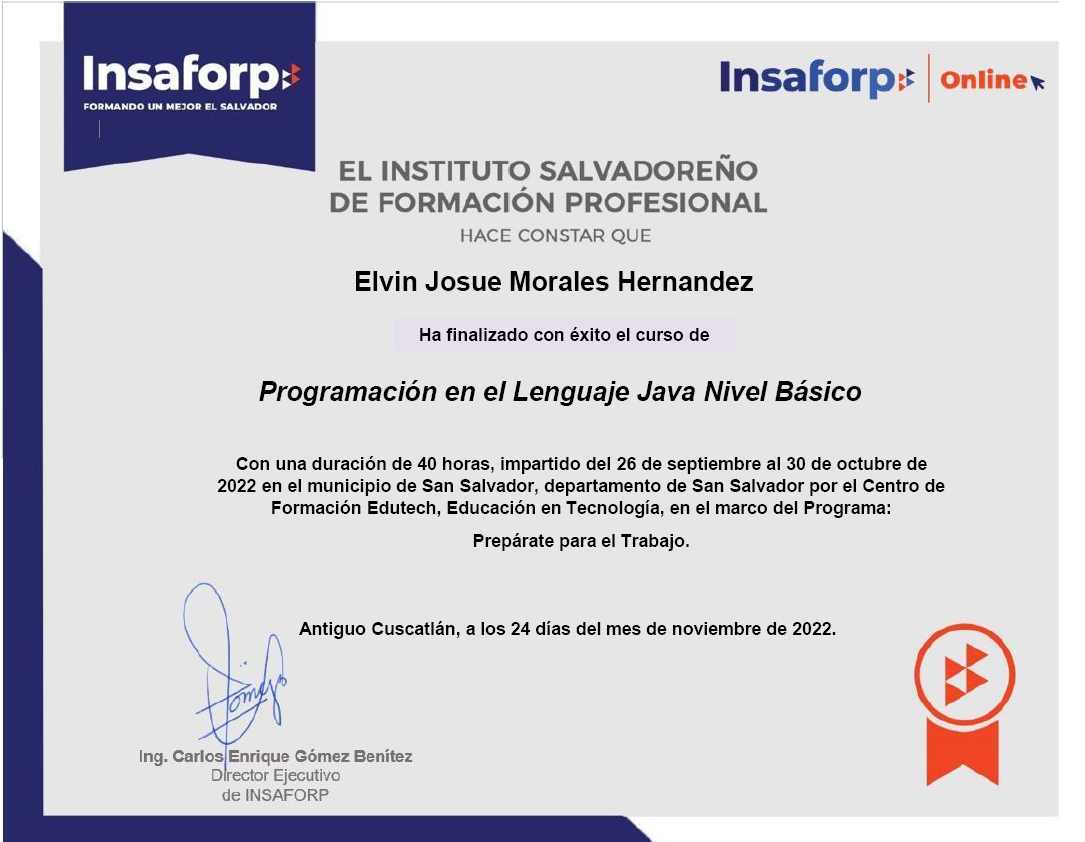 Insaforp
FORMANDO UN MEJOR EL SALVADOR
Insaforp Online
EL INSTITUTO SALVADOREÑO
DE FORMACIÓN PROFESIONAL
HACE CONSTAR QUE
Elvin Josue Morales Hernandez
Ha finalizado con éxito el curso de
Programación en el Lenguaje Java Nivel Básico
Con una duración de 40 horas, impartido del 26 de septiembre al 30 de octubre de
2022 en el municipio de San Salvador, departamento de San Salvador por el Centro de
Formación Edutech, Educación en Tecnología, en el marco del Programa:
Prepárate para el Trabajo.
Antiguo Cuscatlán, a los 24 días del mes de noviembre de 2022.
Ing. Carlos Enrique Gómez Benítez
Director Ejecutivo
de INSAFORP